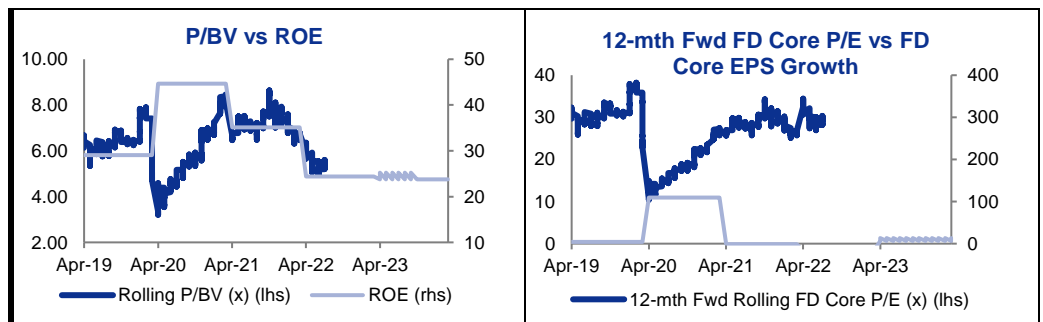 P/BV vs ROE
10.00
8.00
6.00
4.00
2.00
50
40
30
20
10
Apr-19 Apr-20 Apr-21 Apr-22 Apr-23
Rolling P/BV (x) (lhs) ROE (rhs)
12-mth Fwd FD Core P/E vs FD
Core EPS Growth
40
30
20
10
0
400
300
200
100
0
Apr-19 Apr-20 Apr-21 Apr-22 Apr-23
12-mth Fwd Rolling FD Core P/E (x) (lhs)